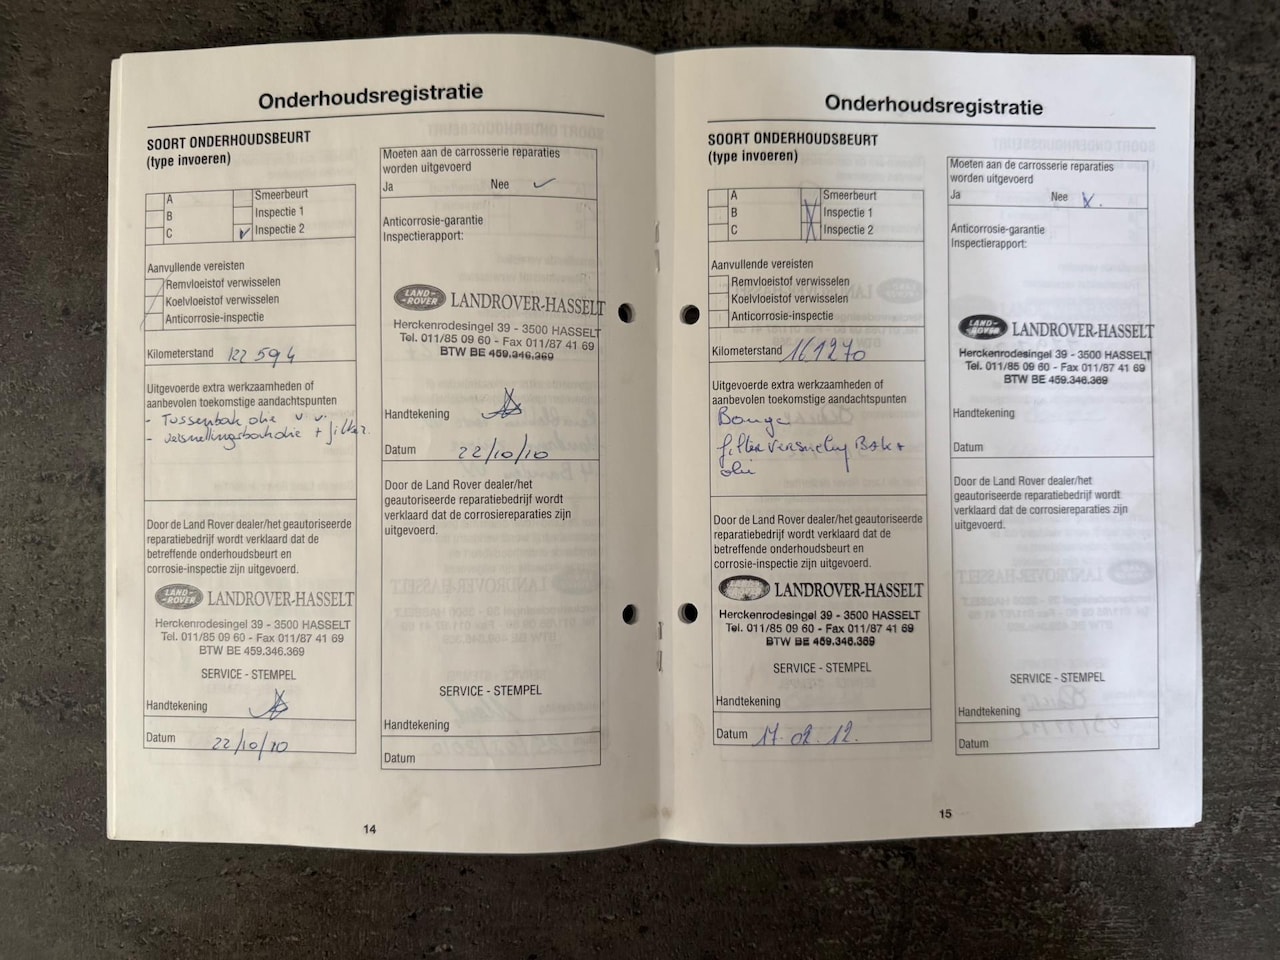 Onderhoudsregistratie
SOORT ONDERHOUDSBEURT
(type invoeren)
A
B
C
Smeerbeurt
Inspectie 1
Inspectie 2
Aanvullende vereisten
Remvloeistof verwisselen
Koelvloeistof verwisselen
Anticorrosie-inspectie
Kilometerstand 122 594
Uitgevoerde extra werkzaamheden of
aanbevolen toekomstige aandachtspunten
- Tussenbak olie v.v.
- versnellingsbakolie + filter.
Door de Land Rover dealer/het geautoriseerde
reparatiebedrijf wordt verklaard dat de
betreffende onderhoudsbeurt en
corrosie-inspectie zijn uitgevoerd.
LAND-ROVER LANDROVER-HASSELT
Herckenrodesingel 39 - 3500 HASSELT
Tel. 011/85 09 60 - Fax 011/87 41 69
BTW BE 459.346.369
SERVICE - STEMPEL
Handtekening
Datum 22/10/10
Moeten aan de carrosserie reparaties
worden uitgevoerd
Ja Nee
Anticorrosie-garantie
Inspectierapport:
LAND-ROVER LANDROVER-HASSELT
Herckenrodesingel 39 - 3500 HASSELT
Tel. 011/85 09 60 - Fax 011/87 41 69
BTW BE 459.346.369
Handtekening
Datum 22/10/10
Door de Land Rover dealer/het
geautoriseerde reparatiebedrijf wordt
verklaard dat de corrosiereparaties zijn
uitgevoerd.
SERVICE - STEMPEL
Handtekening
Datum
14
Onderhoudsregistratie
SOORT ONDERHOUDSBEURT
(type invoeren)
A
B
C
Smeerbeurt
Inspectie 1
Inspectie 2
Aanvullende vereisten
Remvloeistof verwisselen
Koelvloeistof verwisselen
Anticorrosie-inspectie
Kilometerstand 161270
Uitgevoerde extra werkzaamheden of
aanbevolen toekomstige aandachtspunten
filter Bak +
olie
Door de Land Rover dealer/het geautoriseerde
reparatiebedrijf wordt verklaard dat de
betreffende onderhoudsbeurt en
corrosie-inspectie zijn uitgevoerd.
LANDROVER-HASSELT
Herckenrodesingel 39 - 3500 HASSELT
Tel. 011/85 09 60 - Fax 011/87 41 69
BTW BE 459.346.369
SERVICE - STEMPEL
Handtekening
Datum 17.02.12.
Moeten aan de carrosserie reparaties
worden uitgevoerd
Ja Nee
Anticorrosie-garantie
Inspectierapport:
LAND-ROVER LANDROVER-HASSELT
Herckenrodesingel 39 - 3500 HASSELT
Tel. 011/85 09 60 - Fax 011/87 41 69
BTW BE 459.346.369
Handtekening
Datum
Door de Land Rover dealer/het
geautoriseerde reparatiebedrijf wordt
verklaard dat de corrosiereparaties zijn
uitgevoerd.
SERVICE - STEMPEL
Handtekening
Datum
15